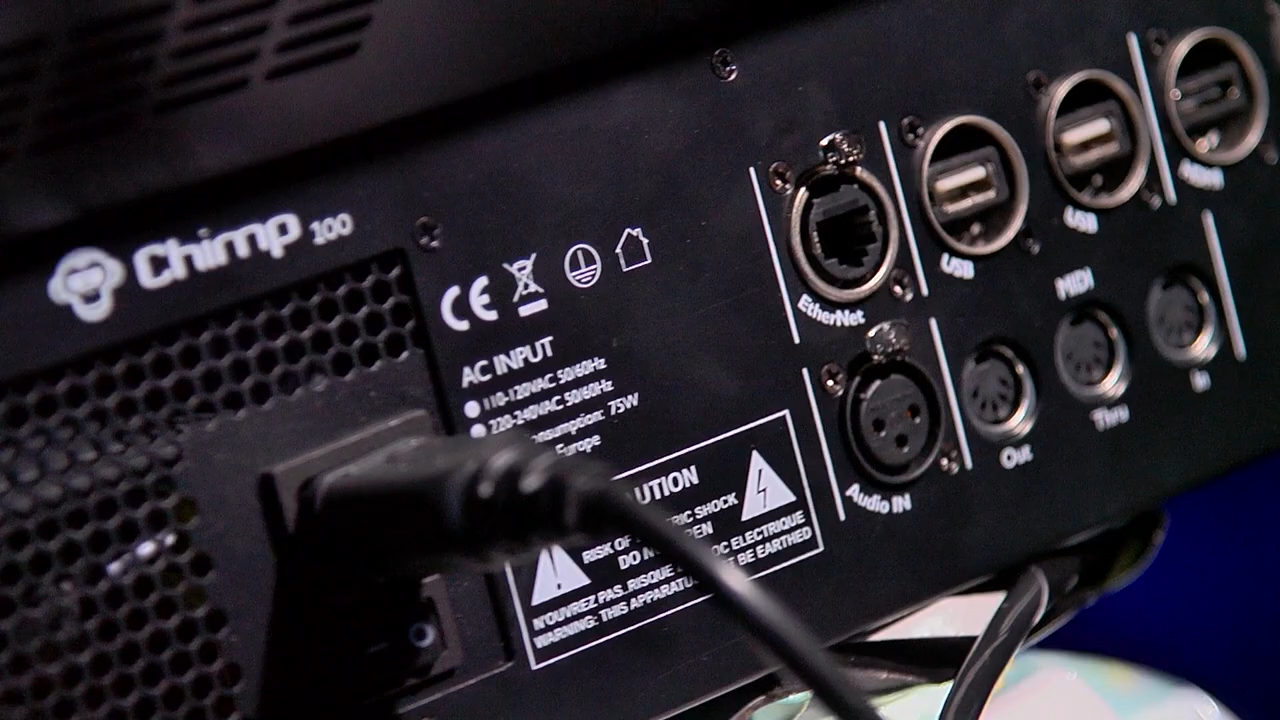 Chimp 100
CE
AC INPUT
110-120VAC 50/60Hz
220-240VAC 50/60Hz
onsumption: 75W
Europe
UTION
RISK OF RIC SHOCK
DO NO PEN
N'OUVREZ PAS..RISQUE OC ELECTRIQUE
WARNING: THIS APPARATU T BE EARTHED
EtherNet
USB
USB
HDMI
Audio IN
MIDI
Out
Thru
In